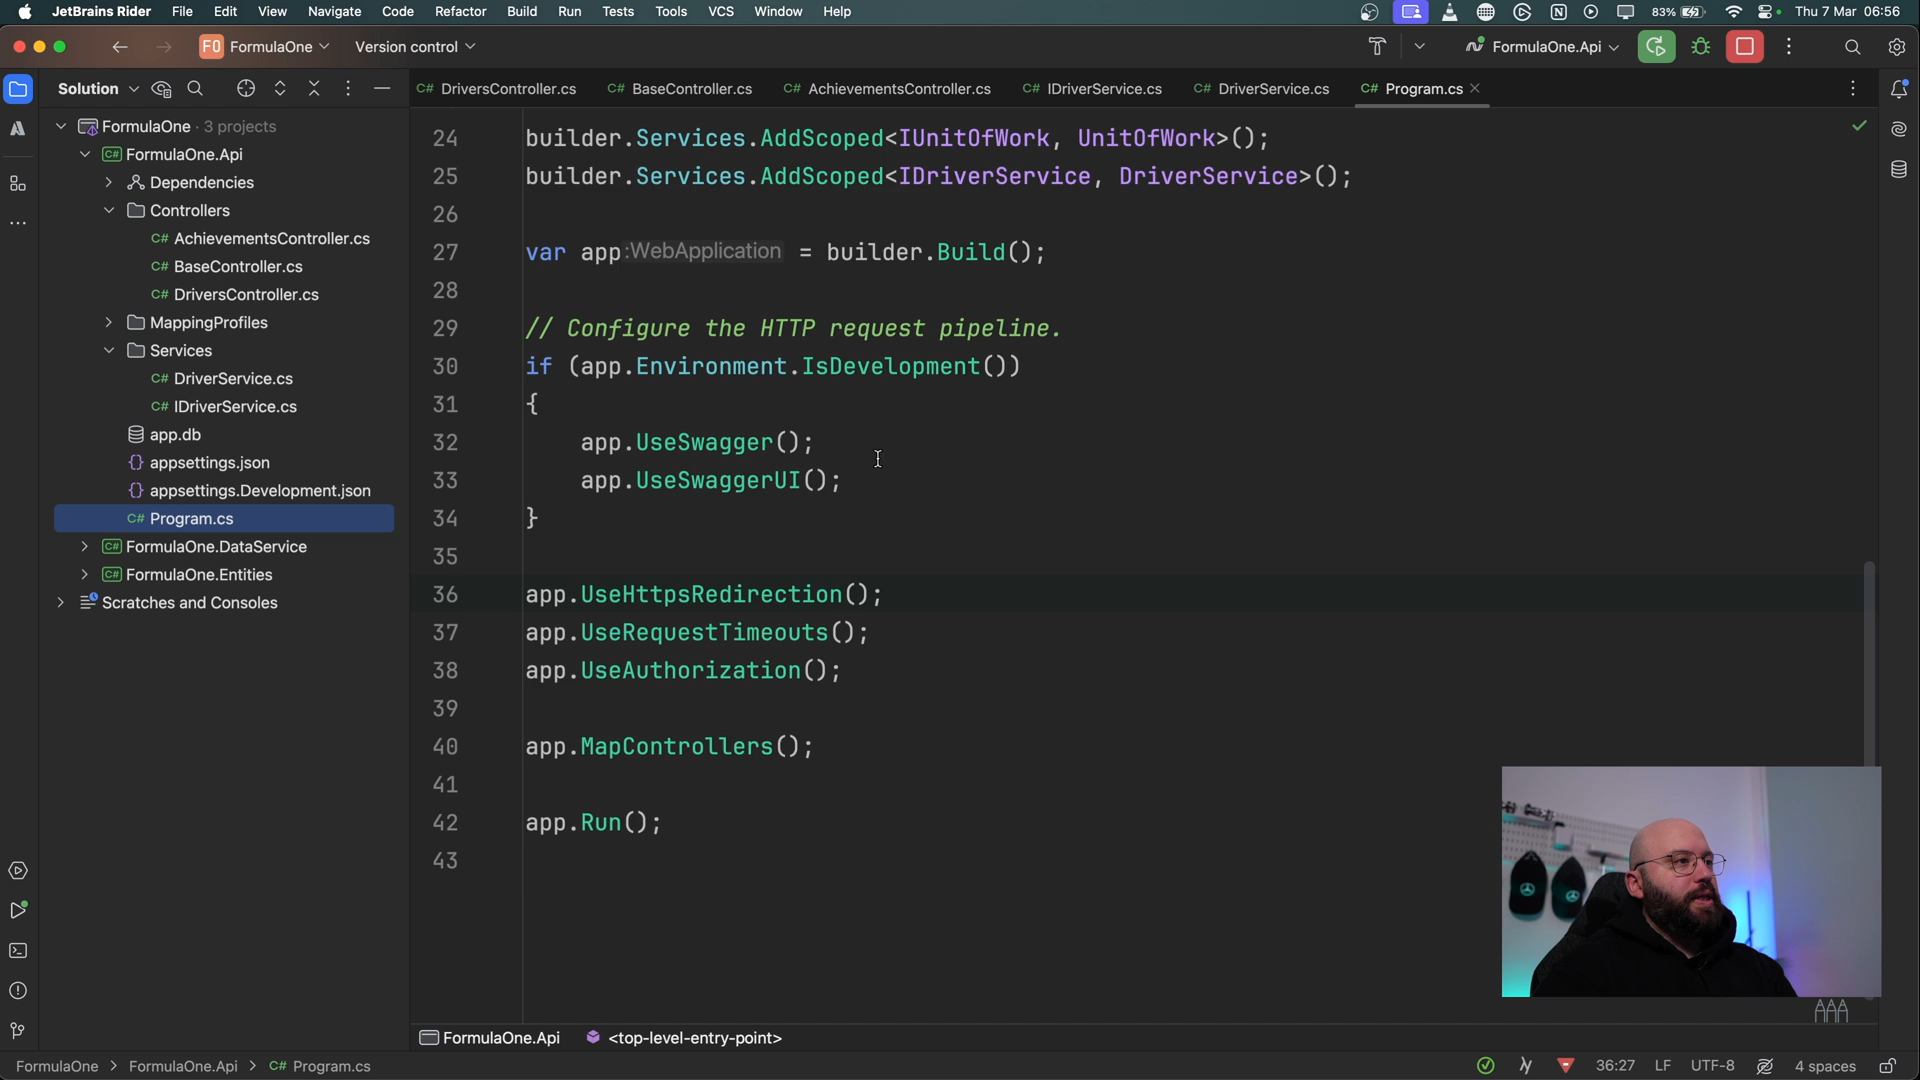 JetBrains Rider File Edit View Navigate Code Refactor Build Run Tests Tools VCS Window Help 83% Thu 7 Mar 06:56
FO FormulaOne Version control FormulaOne.Api
Solution
C# DriversController.cs C# BaseController.cs C# AchievementsController.cs C# IDriverService.cs C# DriverService.cs C# Program.cs
FormulaOne · 3 projects
C# FormulaOne.Api
Dependencies
Controllers
C# AchievementsController.cs
C# BaseController.cs
C# DriversController.cs
MappingProfiles
Services
C# DriverService.cs
C# IDriverService.cs
app.db
{} appsettings.json
{} appsettings.Development.json
C# Program.cs
C# FormulaOne.DataService
C# FormulaOne.Entities
Scratches and Consoles
24 builder.Services.AddScoped<IUnitOfWork, UnitOfWork>();
25 builder.Services.AddScoped<IDriverService, DriverService>();
26
27 var app :WebApplication = builder.Build();
28
29 // Configure the HTTP request pipeline.
30 if (app.Environment.IsDevelopment())
31 {
32 app.UseSwagger();
33 app.UseSwaggerUI();
34 }
35
36 app.UseHttpsRedirection();
37 app.UseRequestTimeouts();
38 app.UseAuthorization();
39
40 app.MapControllers();
41
42 app.Run();
43
FormulaOne.Api <top-level-entry-point>
FormulaOne > FormulaOne.Api > C# Program.cs 36:27 LF UTF-8 4 spaces